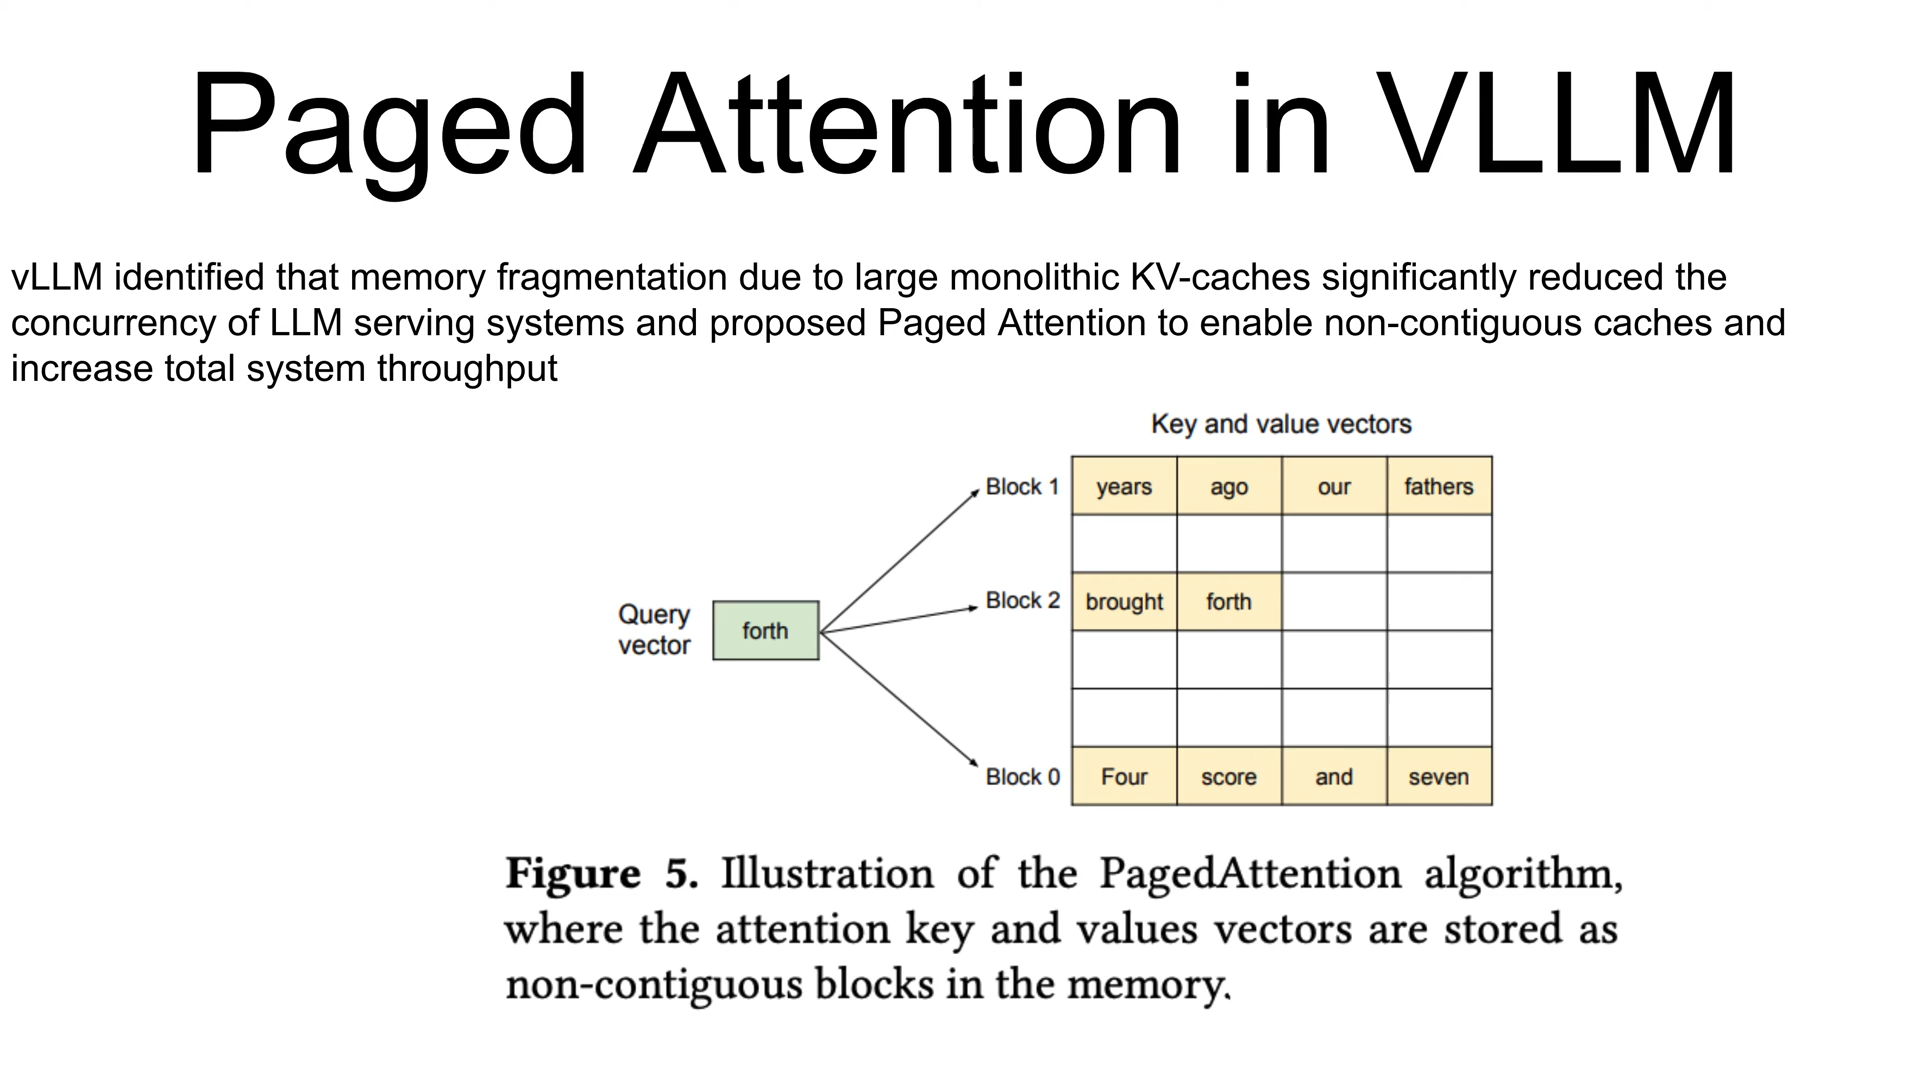 Paged Attention in VLLM
vLLM identified that memory fragmentation due to large monolithic KV-caches significantly reduced the
concurrency of LLM serving systems and proposed Paged Attention to enable non-contiguous caches and
increase total system throughput
Key and value vectors
Block 1 years ago our fathers
Block 2 brought forth
Query
vector
forth
Block 0 Four score and seven
Figure 5. Illustration of the PagedAttention algorithm,
where the attention key and values vectors are stored as
non-contiguous blocks in the memory.